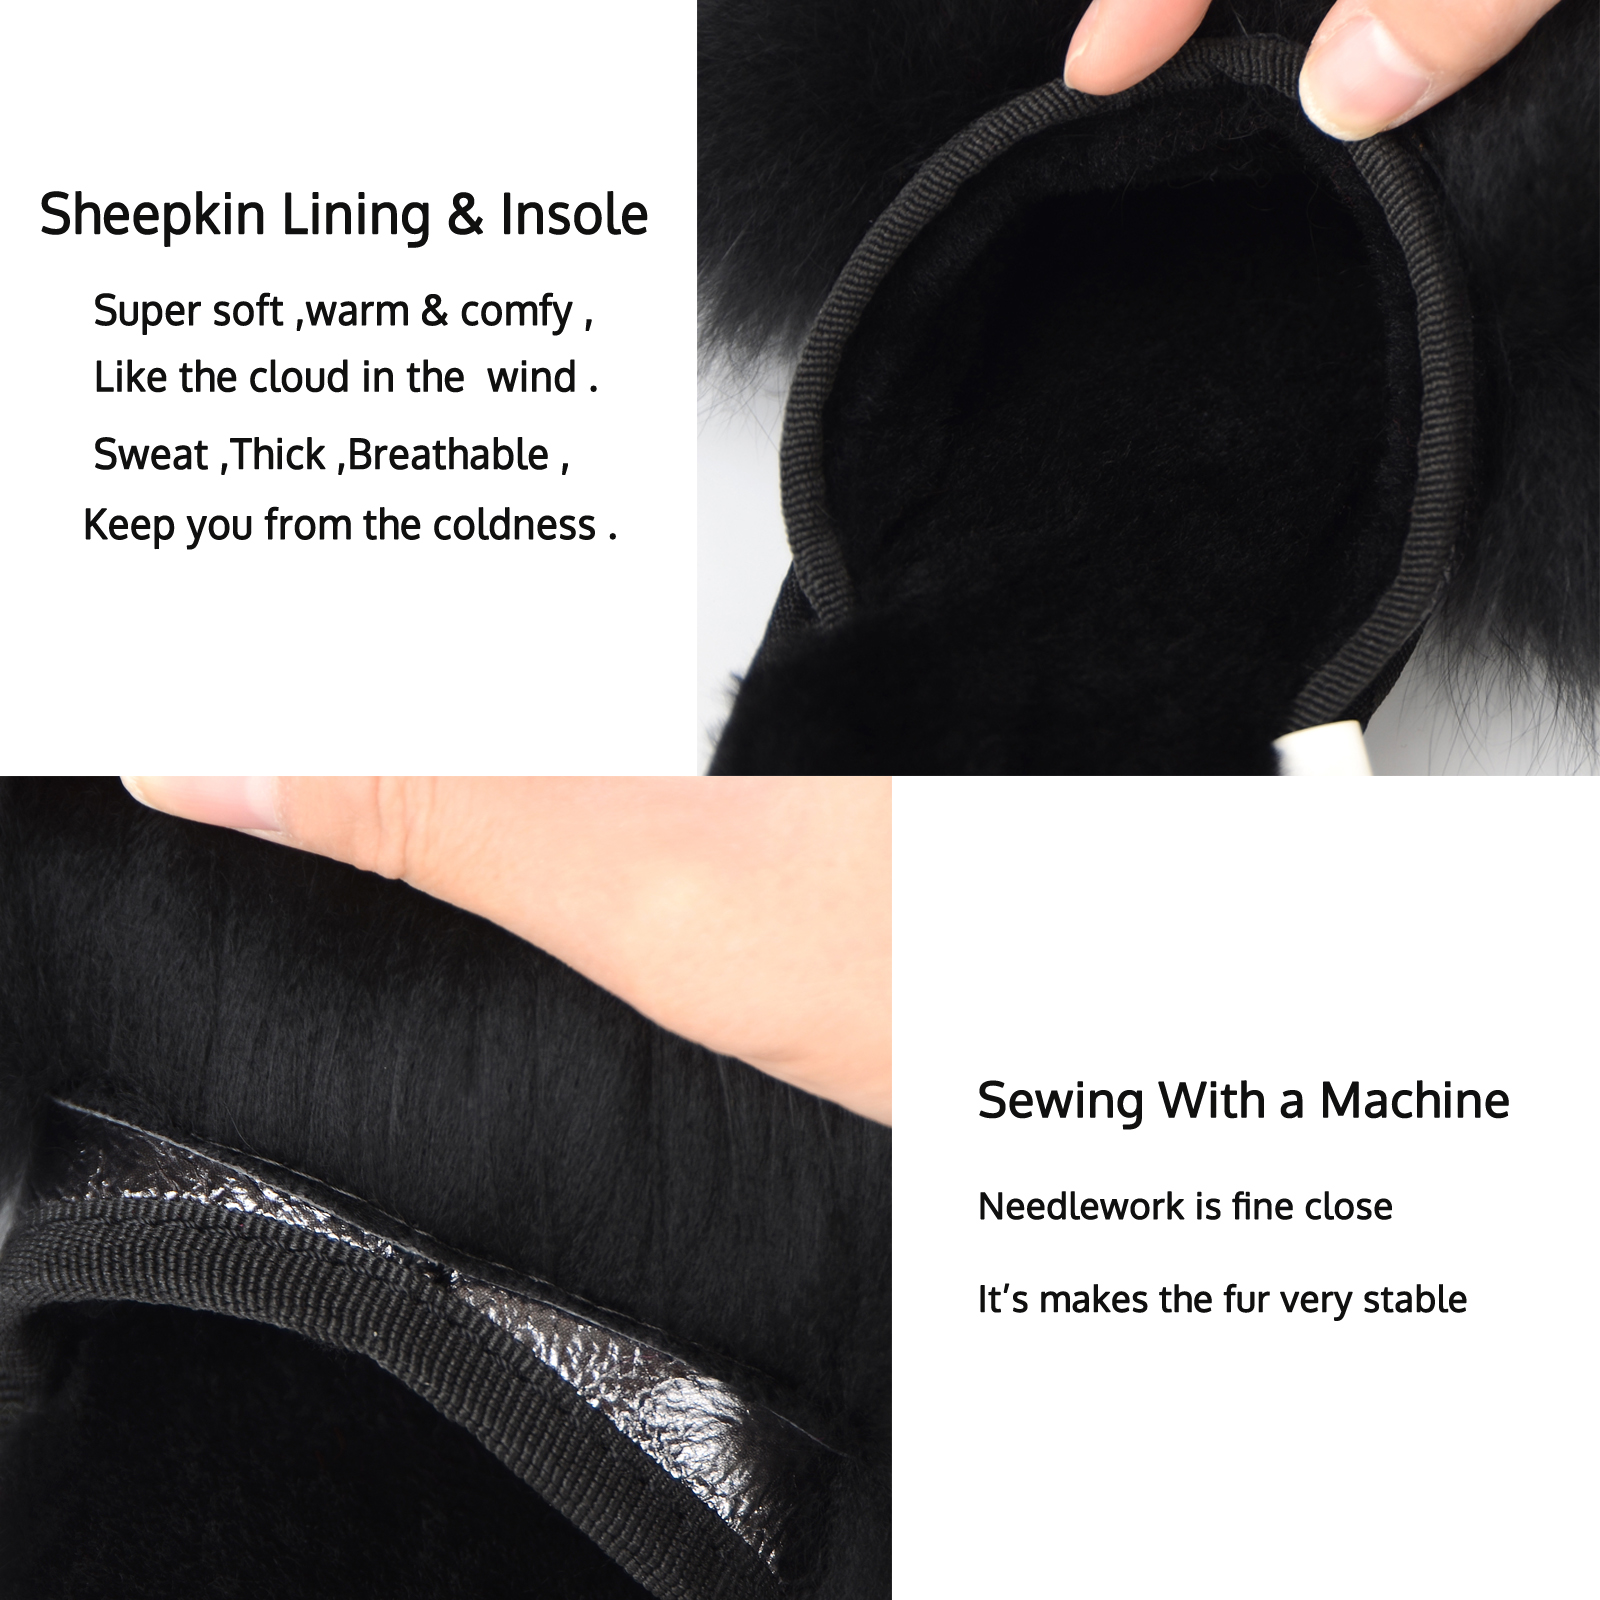 Sheepkin Lining & Insole
Super soft ,warm & comfy ,
Like the cloud in the wind .
Sweat ,Thick ,Breathable ,
Keep you from the coldness .
Sewing With a Machine
Needlework is fine close
It's makes the fur very stable